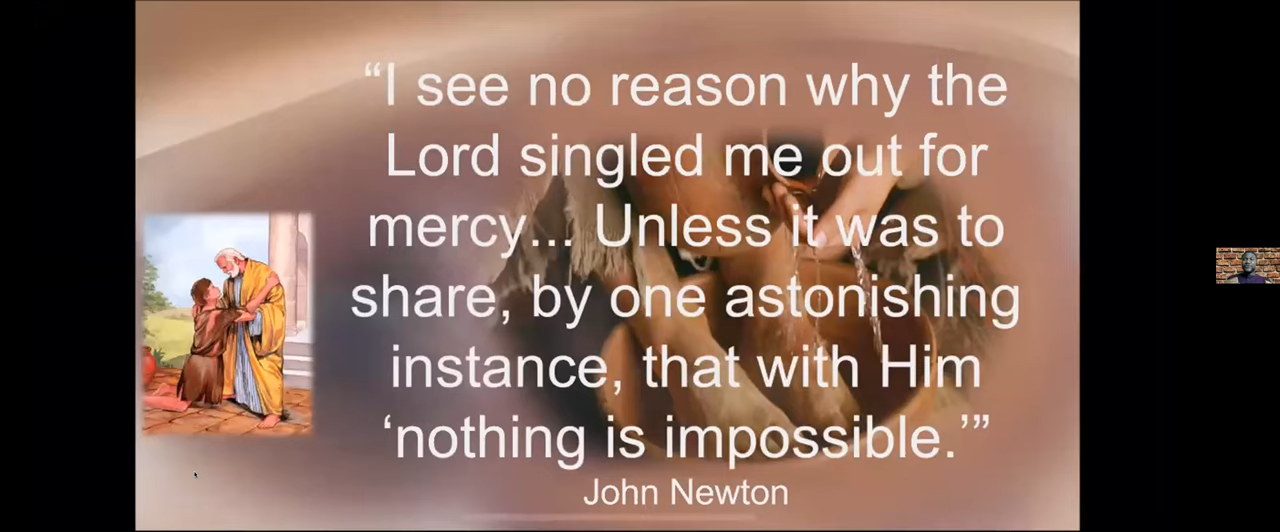 “I see no reason why the
Lord singled me out for
mercy... Unless it was to
share, by one astonishing
instance, that with Him
‘nothing is impossible.’”
John Newton